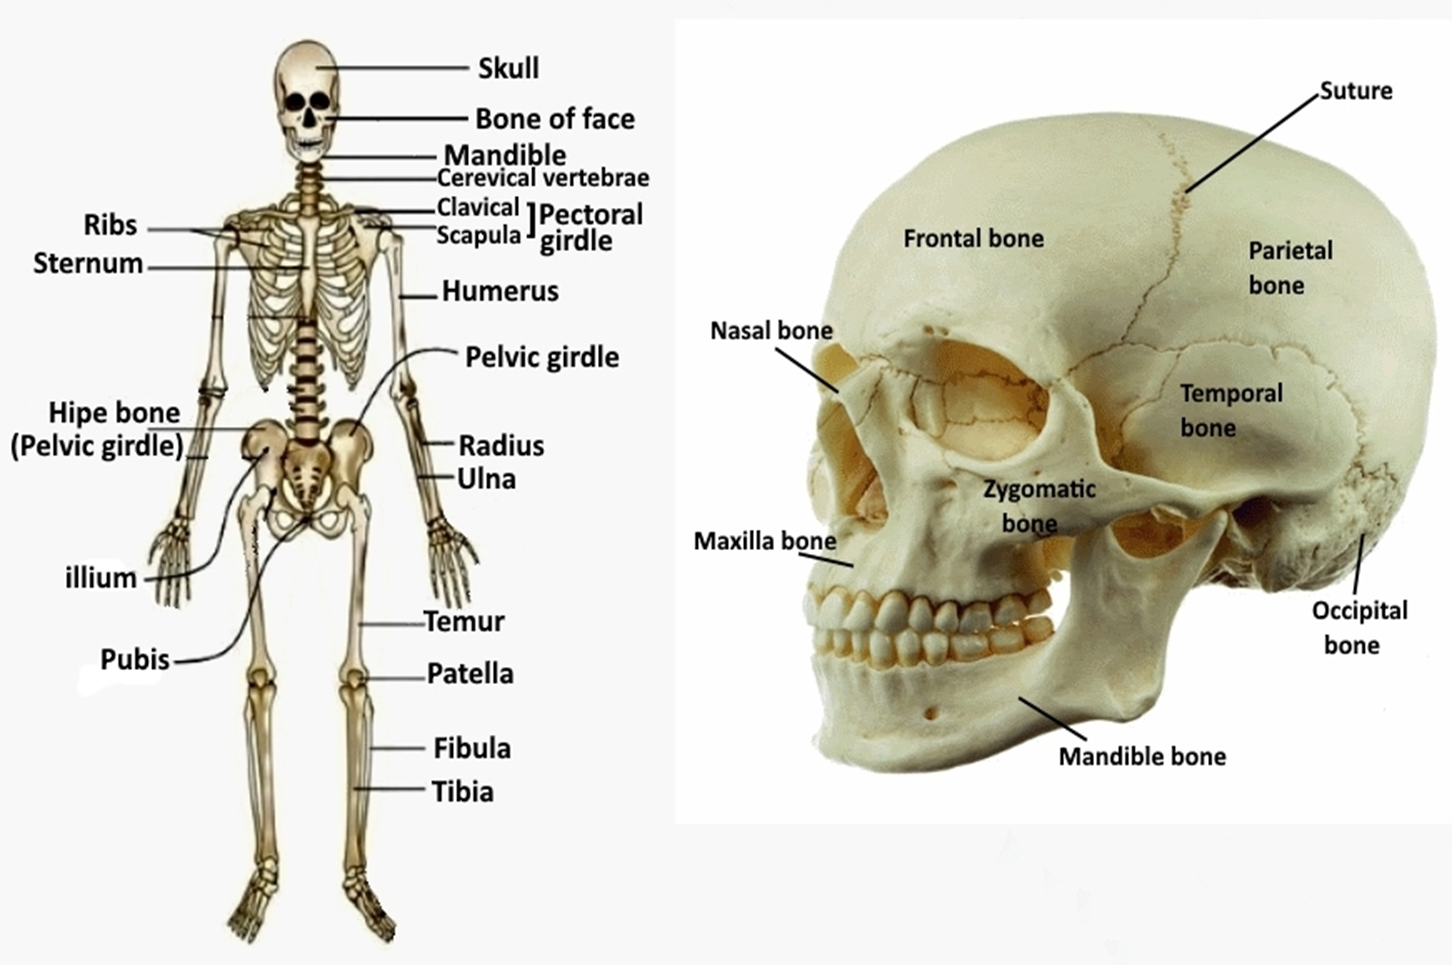 Skull
Bone of face
Mandible
Cerevical vertebrae
Clavical
Scapula
Pectoral
girdle
Ribs
Sternum
Humerus
Pelvic girdle
Hipe bone
(Pelvic girdle)
Radius
Ulna
illium
Temur
Pubis
Patella
Fibula
Tibia
Suture
Frontal bone
Parietal
bone
Nasal bone
Temporal
bone
Zygomatic
bone
Maxilla bone
Occipital
bone
Mandible bone